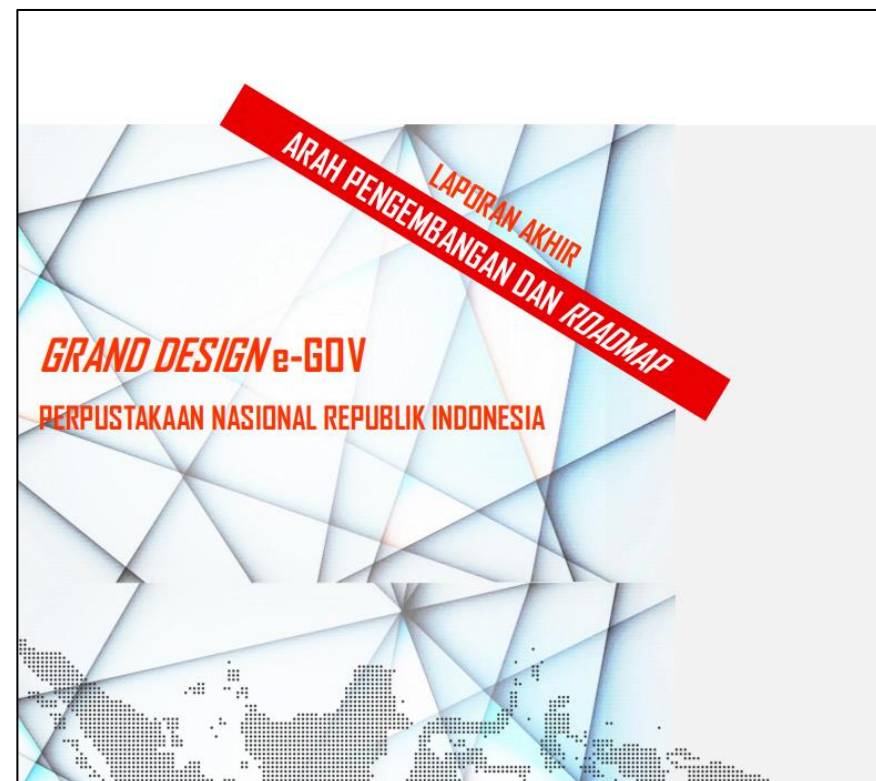 LAPORAN AKHIR
ARAH PENGEMBANGAN DAN ROADMAP
GRAND DESIGN e-GOV
PERPUSTAKAAN NASIONAL REPUBLIK INDONESIA